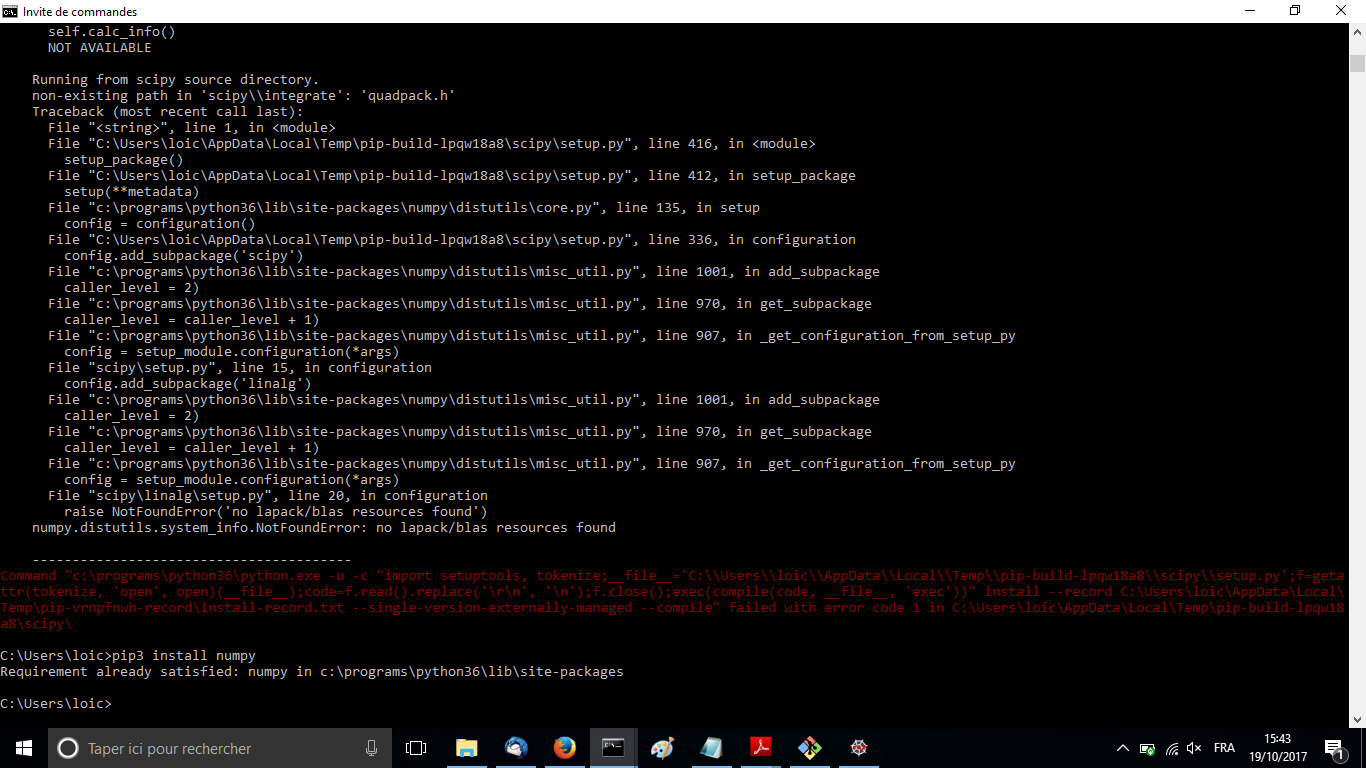 Invite de commandes
self.calc_info()
NOT AVAILABLE
Running from scipy source directory.
non-existing path in 'scipy\\integrate': 'quadpack.h'
Traceback (most recent call last):
File "<string>", line 1, in <module>
File "C:\Users\loic\AppData\Local\Temp\pip-build-lpqw18a8\scipy\setup.py", line 416, in <module>
setup_package()
File "C:\Users\loic\AppData\Local\Temp\pip-build-lpqw18a8\scipy\setup.py", line 412, in setup_package
setup(**metadata)
File "c:\programs\python36\lib\site-packages\numpy\distutils\core.py", line 135, in setup
config = configuration()
File "C:\Users\loic\AppData\Local\Temp\pip-build-lpqw18a8\scipy\setup.py", line 336, in configuration
config.add_subpackage('scipy')
File "c:\programs\python36\lib\site-packages\numpy\distutils\misc_util.py", line 1001, in add_subpackage
caller_level = 2)
File "c:\programs\python36\lib\site-packages\numpy\distutils\misc_util.py", line 970, in get_subpackage
caller_level = caller_level + 1)
File "c:\programs\python36\lib\site-packages\numpy\distutils\misc_util.py", line 907, in _get_configuration_from_setup_py
config = setup_module.configuration(*args)
File "scipy\setup.py", line 15, in configuration
config.add_subpackage('linalg')
File "c:\programs\python36\lib\site-packages\numpy\distutils\misc_util.py", line 1001, in add_subpackage
caller_level = 2)
File "c:\programs\python36\lib\site-packages\numpy\distutils\misc_util.py", line 970, in get_subpackage
caller_level = caller_level + 1)
File "c:\programs\python36\lib\site-packages\numpy\distutils\misc_util.py", line 907, in _get_configuration_from_setup_py
config = setup_module.configuration(*args)
File "scipy\linalg\setup.py", line 20, in configuration
raise NotFoundError('no lapack/blas resources found')
numpy.distutils.system_info.NotFoundError: no lapack/blas resources found
----------------------------------------
Command "c:\programs\python36\python.exe -u -c "import setuptools, tokenize;__file__='C:\\Users\\loic\\AppData\\Local\\Temp\\pip-build-lpqw18a8\\scipy\\setup.py';f=geta
ttr(tokenize, 'open', open)(__file__);code=f.read().replace('\r\n', '\n');f.close();exec(compile(code, __file__, 'exec'))" install --record C:\Users\loic\AppData\Local\
Temp\pip-vrnpfnwh-record\install-record.txt --single-version-externally-managed --compile" failed with error code 1 in C:\Users\loic\AppData\Local\Temp\pip-build-lpqw18
a8\scipy\
C:\Users\loic>pip3 install numpy
Requirement already satisfied: numpy in c:\programs\python36\lib\site-packages
C:\Users\loic>
Taper ici pour rechercher
FRA
15:43
19/10/2017
1